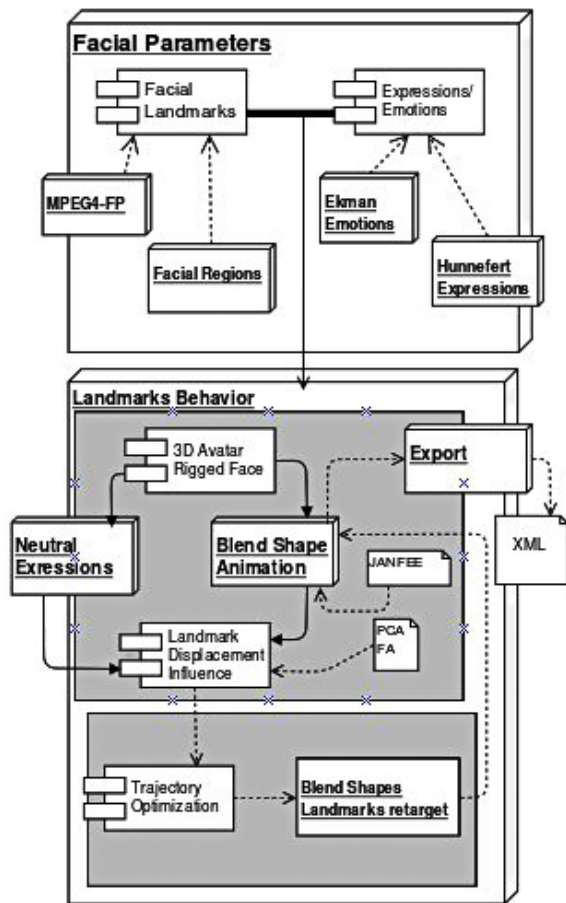 Facial Parameters
Facial
Landmarks
Expressions/
Emotions
MPEG4-FP
Ekman
Emotions
Facial Regions
Hunnefert
Expressions
Landmarks Behavior
3D Avatar
Rigged Face
Export
Neutral
Exressions
Blend Shape
Animation
XML
JANFEE
Landmark
Displacement
Influence
PCA
FA
Trajectory
Optimization
Blend Shapes
Landmarks retarget